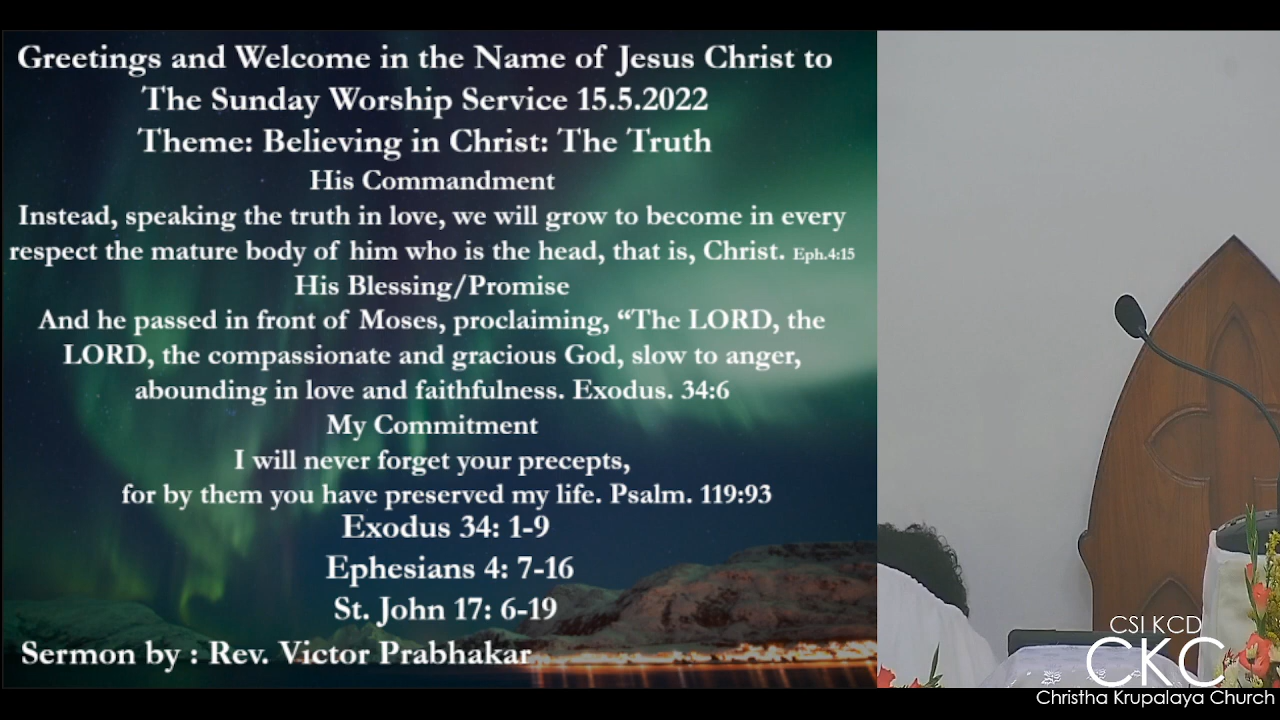 Greetings and Welcome in the Name of Jesus Christ to
The Sunday Worship Service 15.5.2022
Theme: Believing in Christ: The Truth
His Commandment
Instead, speaking the truth in love, we will grow to become in every
respect the mature body of him who is the head, that is, Christ. Eph.4:15
His Blessing/Promise
And he passed in front of Moses, proclaiming, “The LORD, the
LORD, the compassionate and gracious God, slow to anger,
abounding in love and faithfulness. Exodus. 34:6
My Commitment
I will never forget your precepts,
for by them you have preserved my life. Psalm. 119:93
Exodus 34: 1-9
Ephesians 4: 7-16
St. John 17: 6-19
Sermon by : Rev. Victor Prabhakar
CSI KCD
CKC
Christha Krupalaya Church